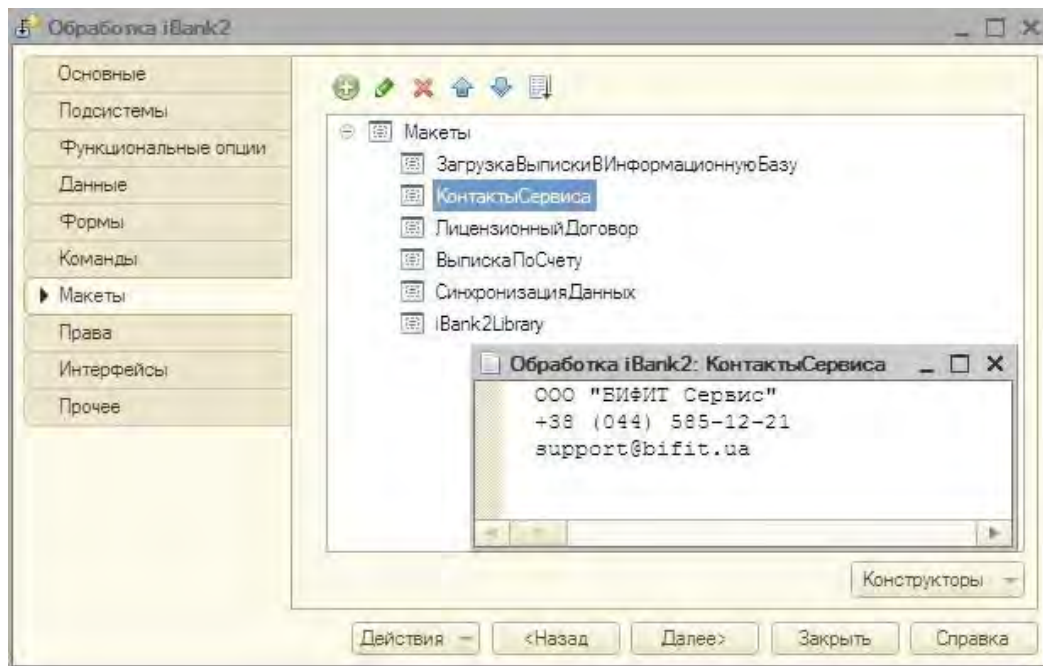 Обработка iBank2
Основные
Подсистемы
Функциональные опции
Данные
Формы
Команды
Макеты
Права
Интерфейсы
Прочее
Макеты
ЗагрузкаВыпискиВИнформационнуюБазу
КонтактыСервиса
ЛицензионныйДоговор
ВыпискаПоСчету
СинхронизацияДанных
iBank2Library
Обработка iBank2: КонтактыСервиса
ООО "БИФИТ Сервис"
+38 (044) 585-12-21
support@bifit.ua
Конструкторы
Действия
<Назад
Далее>
Закрыть
Справка